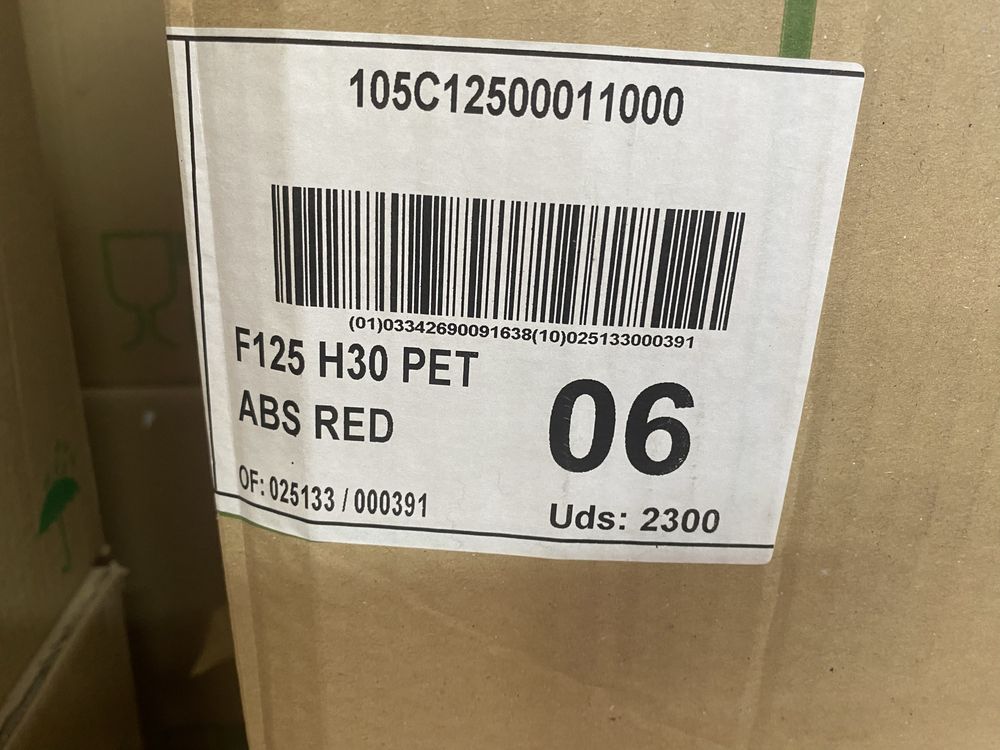 105C12500011000
(01)03342690091638(10)025133000391
F125 H30 PET
ABS RED
06
OF: 025133 / 000391
Uds: 2300